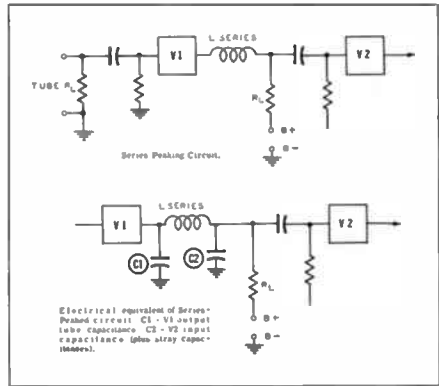 L SERIES
V1
V2
TUBE RL
RL
B+
B-
Series Peaking Circuit.
L SERIES
V1
V2
C1
C2
RL
B+
B-
Electrical equivalent of Series-
Peaked circuit C1 - V1 output
tube capacitance C2 - V2 input
capacitance (plus stray capac-
itances).